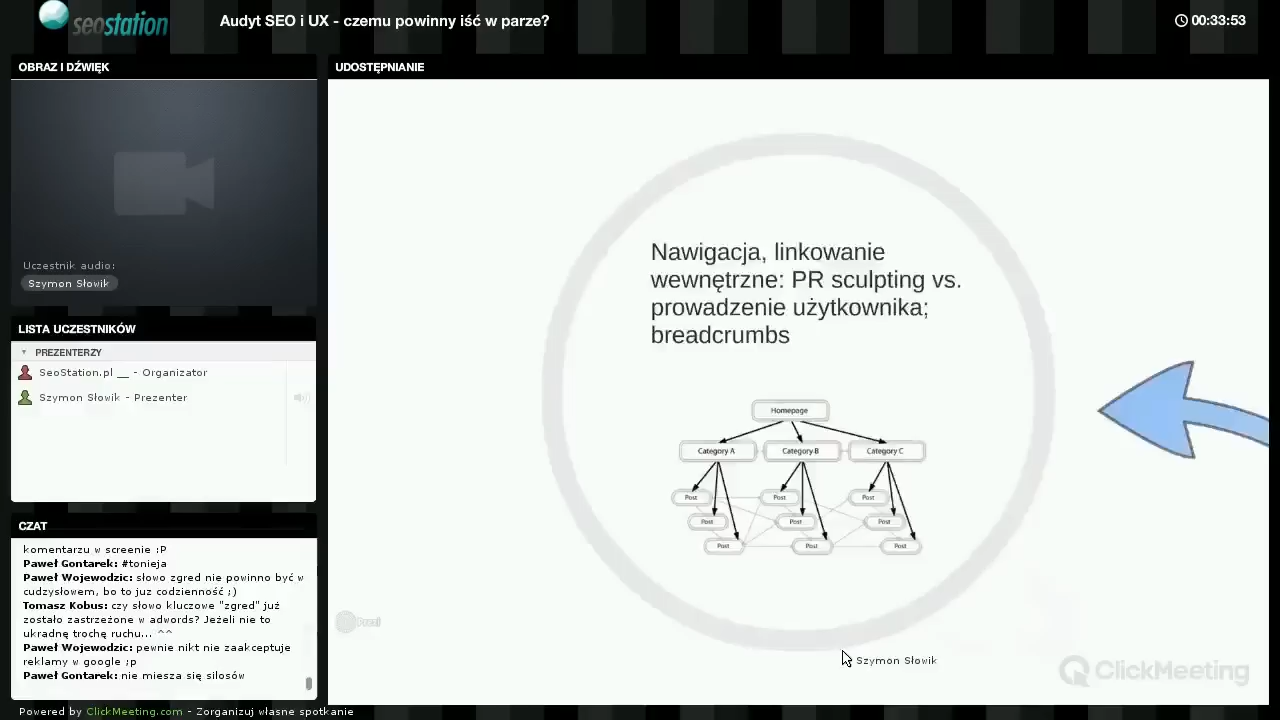 seostation
Audyt SEO i UX - czemu powinny iść w parze?
00:33:53
OBRAZ I DŹWIĘK
Uczestnik audio:
Szymon Słowik
LISTA UCZESTNIKÓW
PREZENTERZY
SeoStation.pl __ - Organizator
Szymon Słowik - Prezenter
CZAT
komentarzu w screenie :P
Paweł Gontarek: #tonieja
Paweł Wojewodzic: słowo zgred nie powinno być w
cudzysłowem, bo to juz codzienność ;)
Tomasz Kobus: czy słowo kluczowe "zgred" już
zostało zastrzeżone w adwords? Jeżeli nie to
ukradnę trochę ruchu... ^^
Paweł Wojewodzic: pewnie nikt nie zaakceptuje
reklamy w google ;p
Paweł Gontarek: nie miesza się silosów
Powered by ClickMeeting.com - Zorganizuj własne spotkanie
UDOSTĘPNIANIE
Nawigacja, linkowanie
wewnętrzne: PR sculpting vs.
prowadzenie użytkownika;
breadcrumbs
Homepage
Category A Category B Category C
Post Post Post
Post Post Post
Post Post Post
Prezi
Szymon Słowik
ClickMeeting